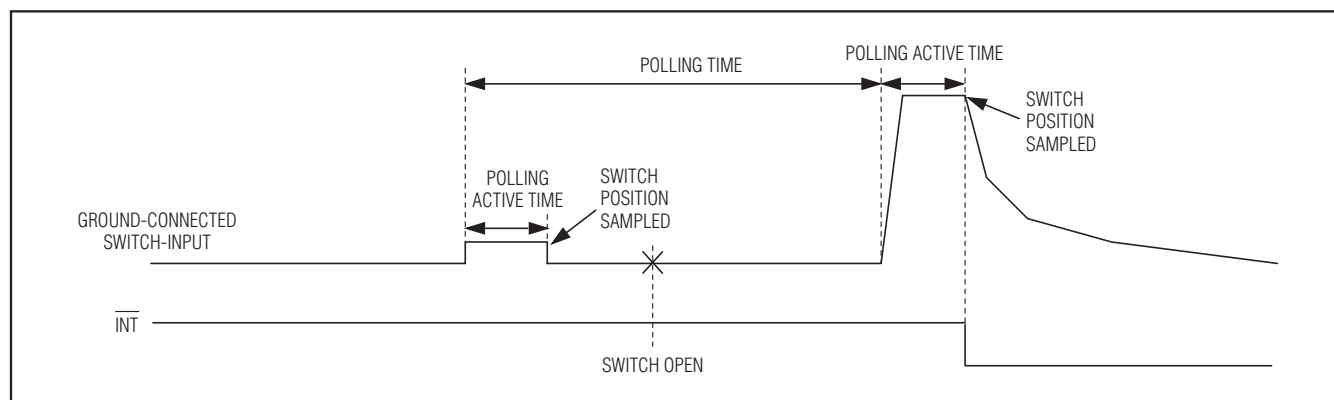 POLLING TIME
POLLING ACTIVE TIME
SWITCH
POSITION
SAMPLED
POLLING
ACTIVE TIME
SWITCH
POSITION
SAMPLED
GROUND-CONNECTED
SWITCH-INPUT
INT
SWITCH OPEN